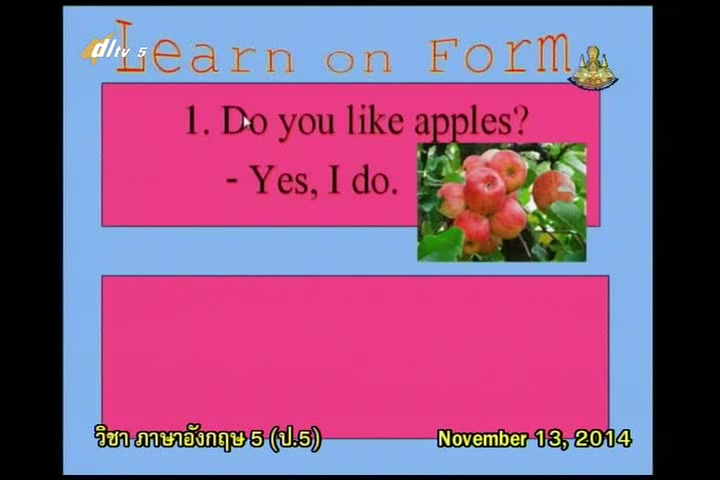 Learn on Form
dltv 5
1. Do you like apples?
- Yes, I do.
วิชา ภาษาอังกฤษ 5 (ป.5)
November 13, 2014